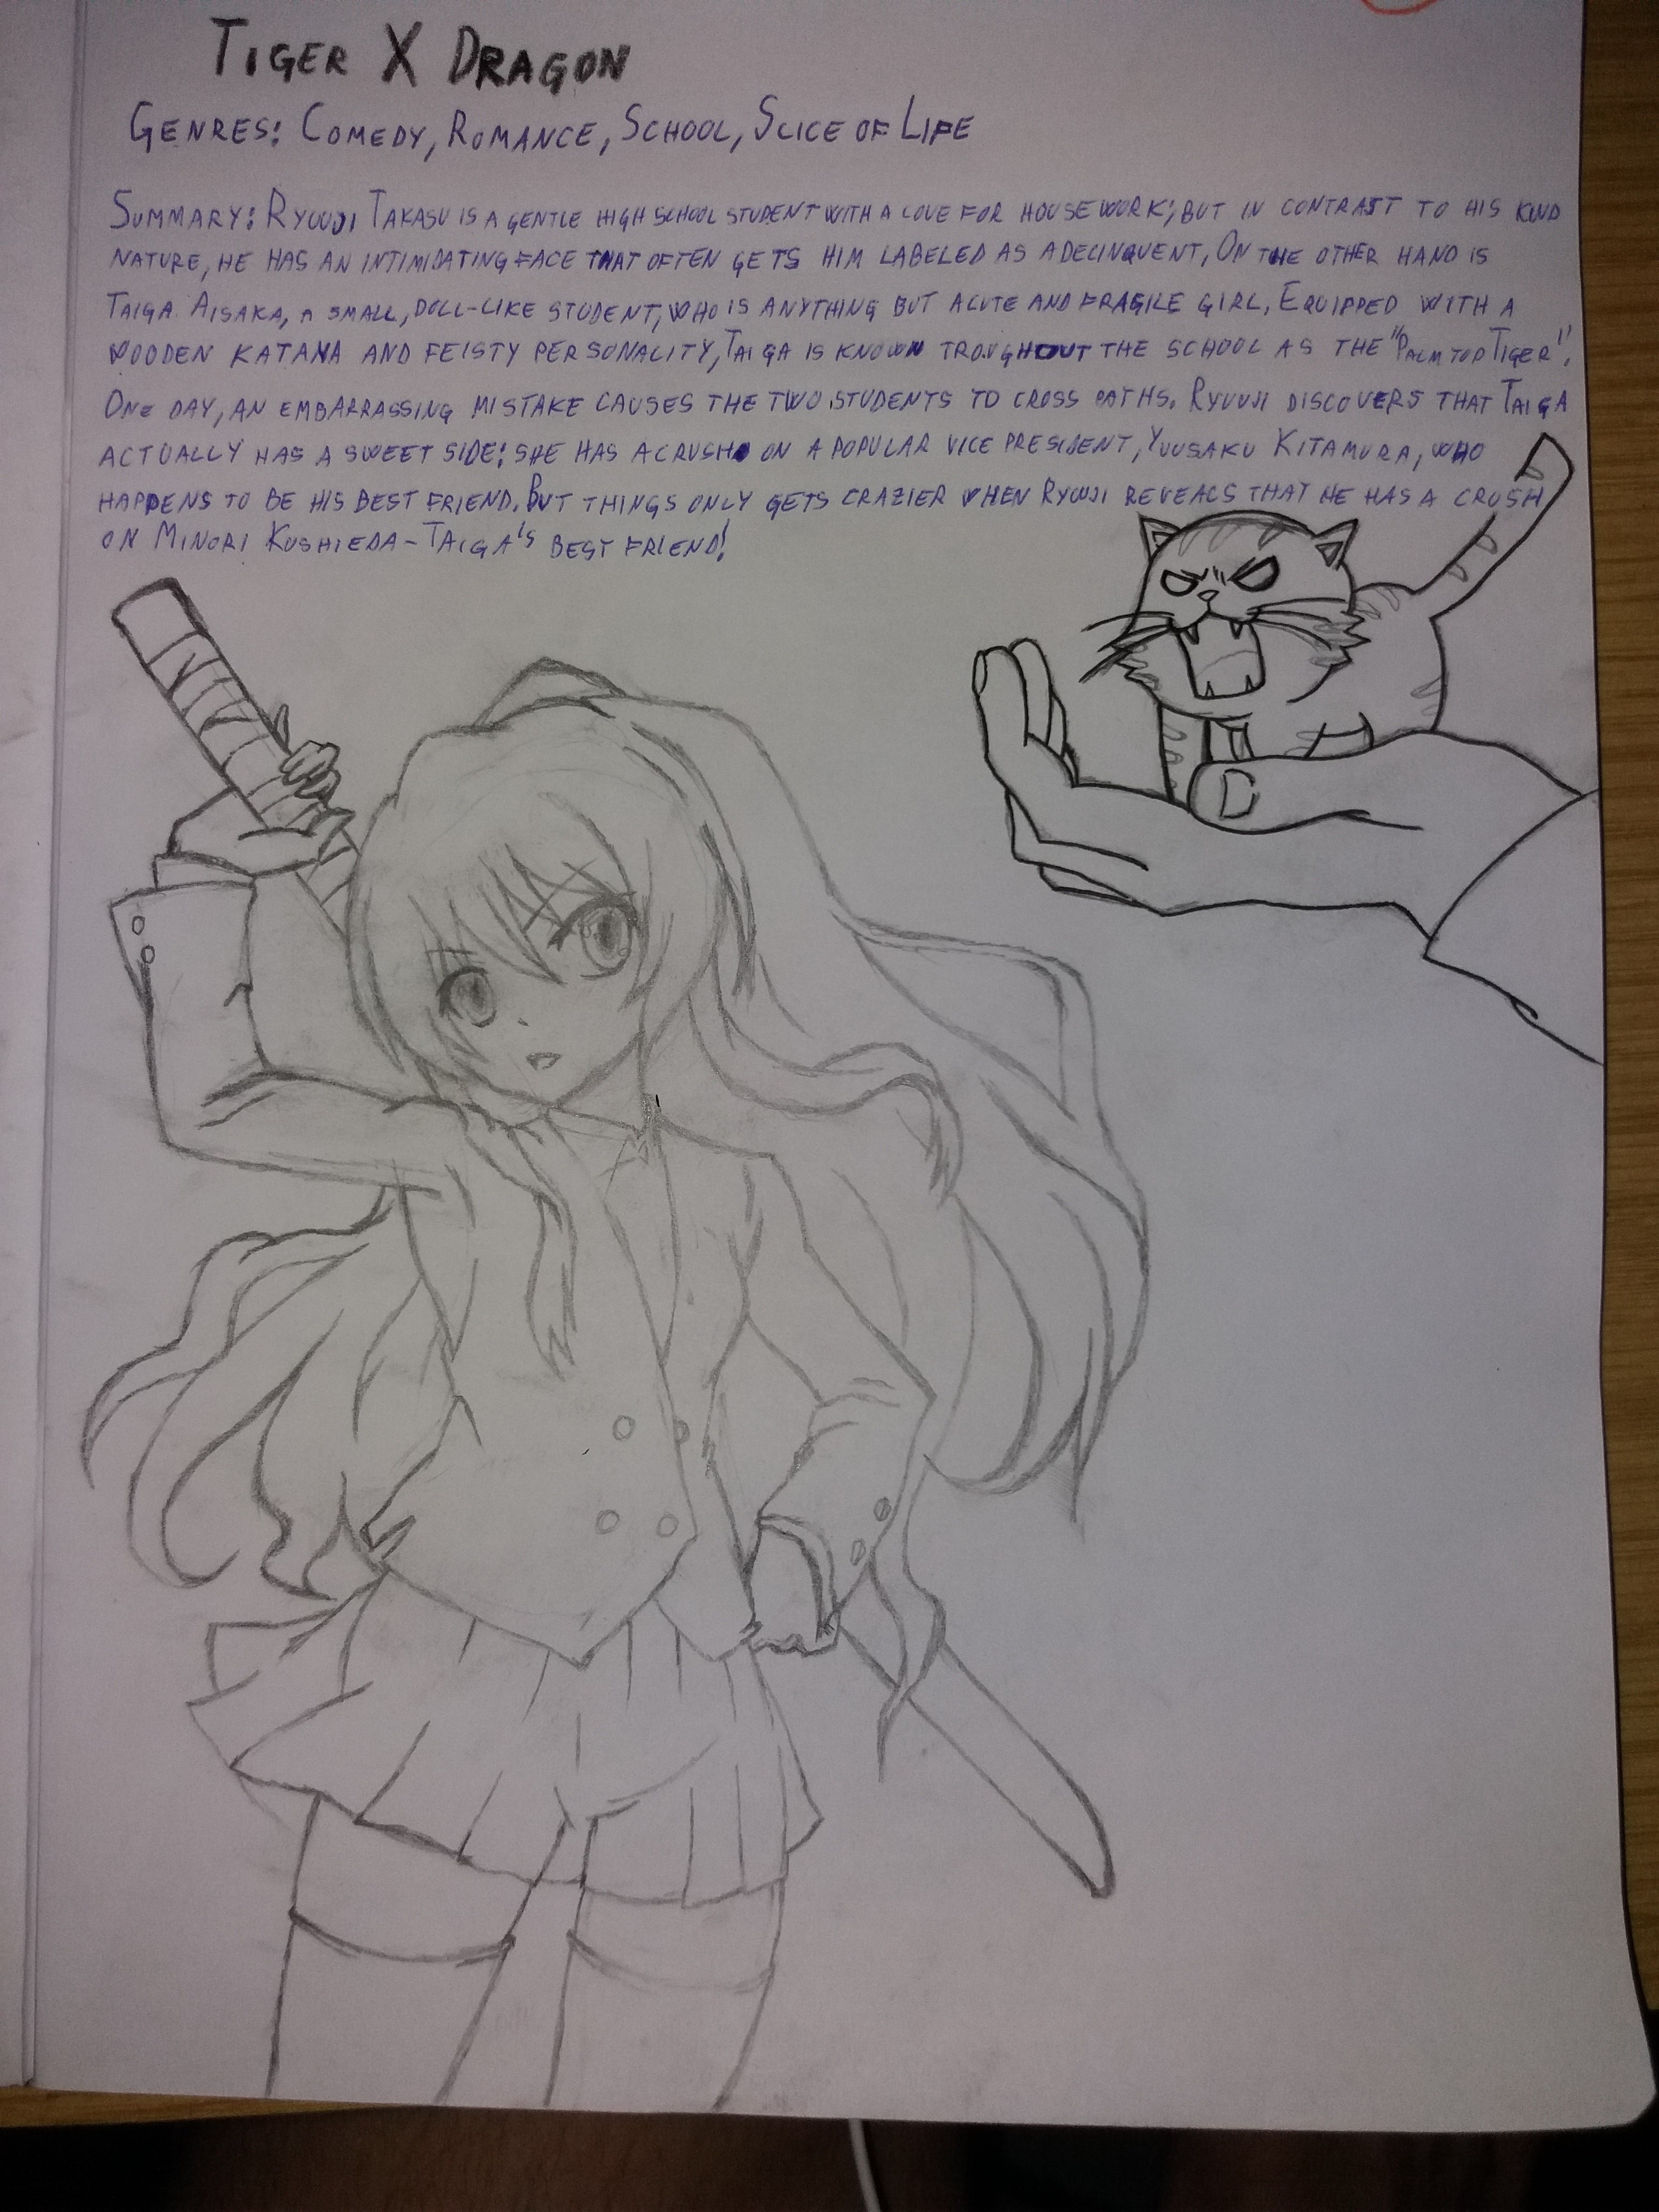 TIGER X DRAGON
GENRES: COMEDY, ROMANCE, SCHOOL, SLICE OF LIFE
SUMMARY: RYUUJI TAKASU IS A GENTLE HIGH SCHOOL STUDENT WITH A LOVE FOR HOUSEWORK; BUT IN CONTRAST TO HIS KIND
NATURE, HE HAS AN INTIMIDATING FACE THAT OFTEN GETS HIM LABELED AS A DELINQUENT, ON THE OTHER HAND IS
TAIGA AISAKA, A SMALL, DOLL-LIKE STUDENT, WHO IS ANYTHING BUT A CUTE AND FRAGILE GIRL. EQUIPPED WITH A
WOODEN KATANA AND FEISTY PERSONALITY, TAIGA IS KNOWN TROUGHOUT THE SCHOOL AS THE "PALMTOP TIGER".
ONE DAY, AN EMBARRASSING MISTAKE CAUSES THE TWO STUDENTS TO CROSS PATHS. RYUUJI DISCOVERS THAT TAIGA
ACTUALLY HAS A SWEET SIDE: SHE HAS A CRUSH ON A POPULAR VICE PRESIDENT, YUUSAKU KITAMURA, WHO
HAPPENS TO BE HIS BEST FRIEND. BUT THINGS ONLY GETS CRAZIER WHEN RYUUJI REVEALS THAT HE HAS A CRUSH
ON MINORI KUSHIEDA-TAIGA'S BEST FRIEND!